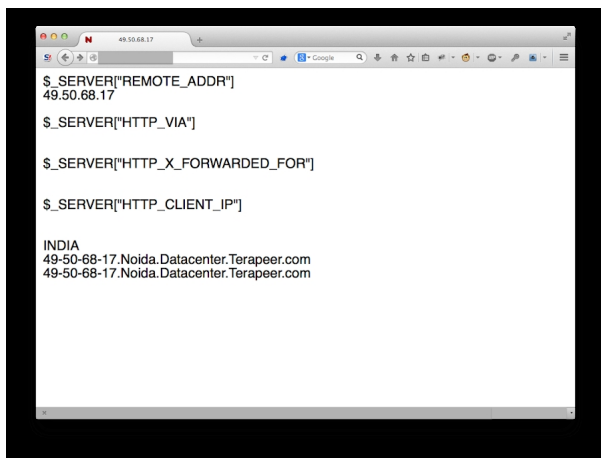 49.50.68.17
Google
$_SERVER["REMOTE_ADDR"]
49.50.68.17
$_SERVER["HTTP_VIA"]
$_SERVER["HTTP_X_FORWARDED_FOR"]
$_SERVER["HTTP_CLIENT_IP"]
INDIA
49-50-68-17.Noida.Datacenter.Terapeer.com
49-50-68-17.Noida.Datacenter.Terapeer.com